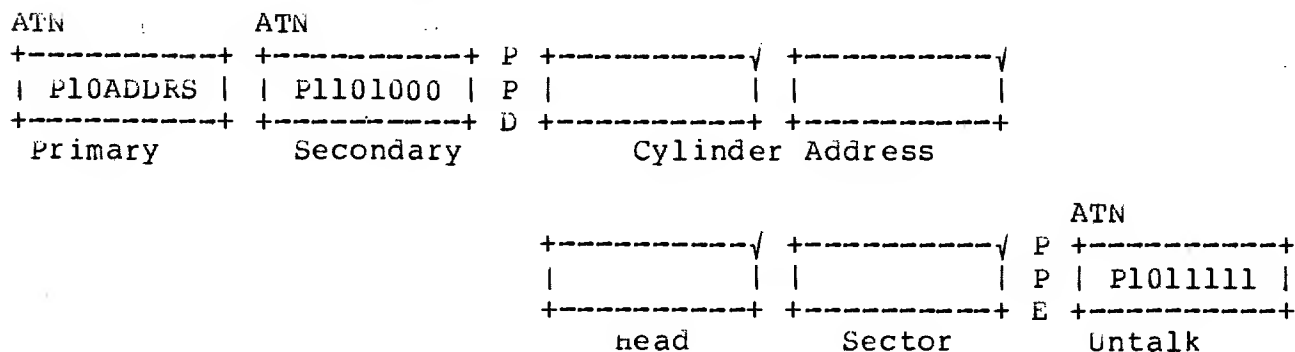 ATN ATN
P
P10ADDRS P1101000 P
D
Primary Secondary Cylinder Address
ATN
P
P P1011111
E
Head Sector Untalk